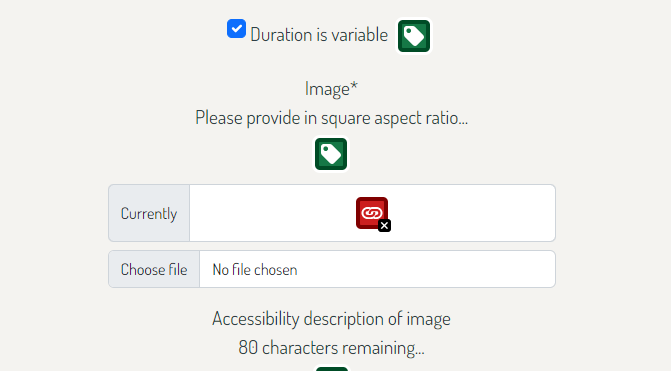 Duration is variable
Image*
Please provide in square aspect ratio...
Currently
Choose file No file chosen
Accessibility description of image
80 characters remaining...